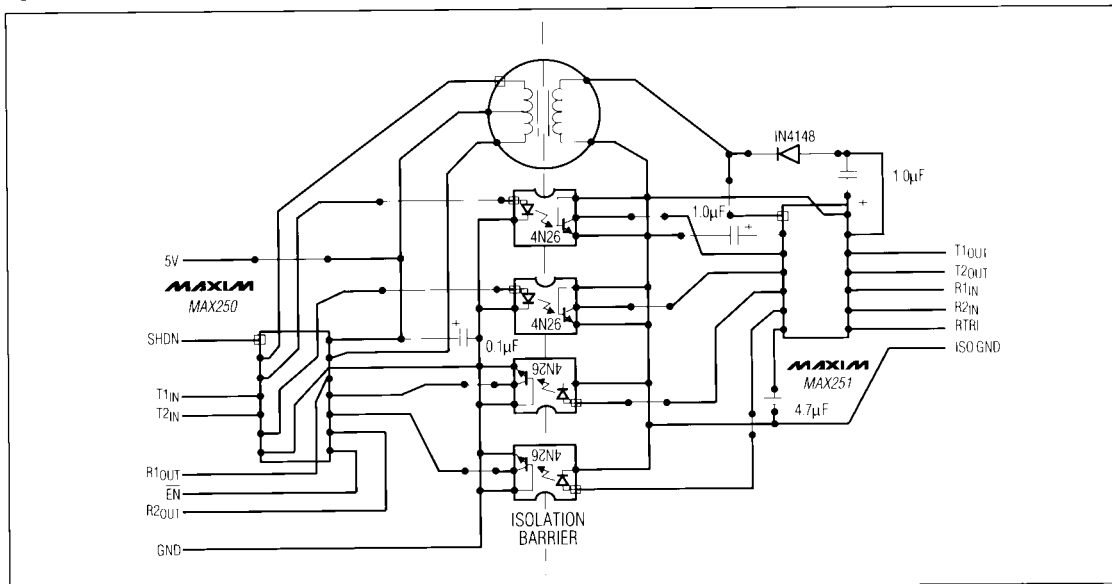 IN4148
1.0µF
1.0µF
4N26
5V
MAXIM
MAX250
4N26
T1OUT
T2OUT
R1IN
R2IN
RTRI
ISO GND
MAXIM
MAX251
SHDN
0.1µF
4N26
T1IN
T2IN
4.7µF
4N26
R1OUT
EN
R2OUT
ISOLATION
BARRIER
GND